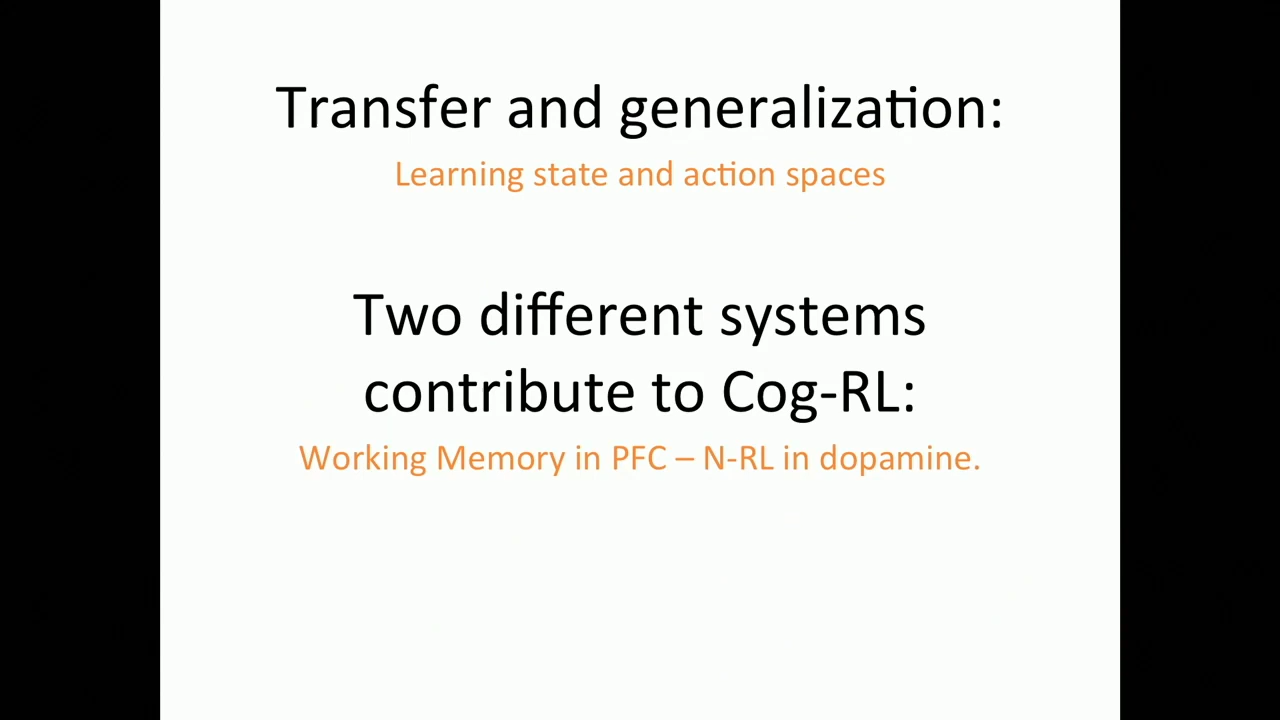 Transfer and generalization:
Learning state and action spaces
Two different systems
contribute to Cog-RL:
Working Memory in PFC – N-RL in dopamine.